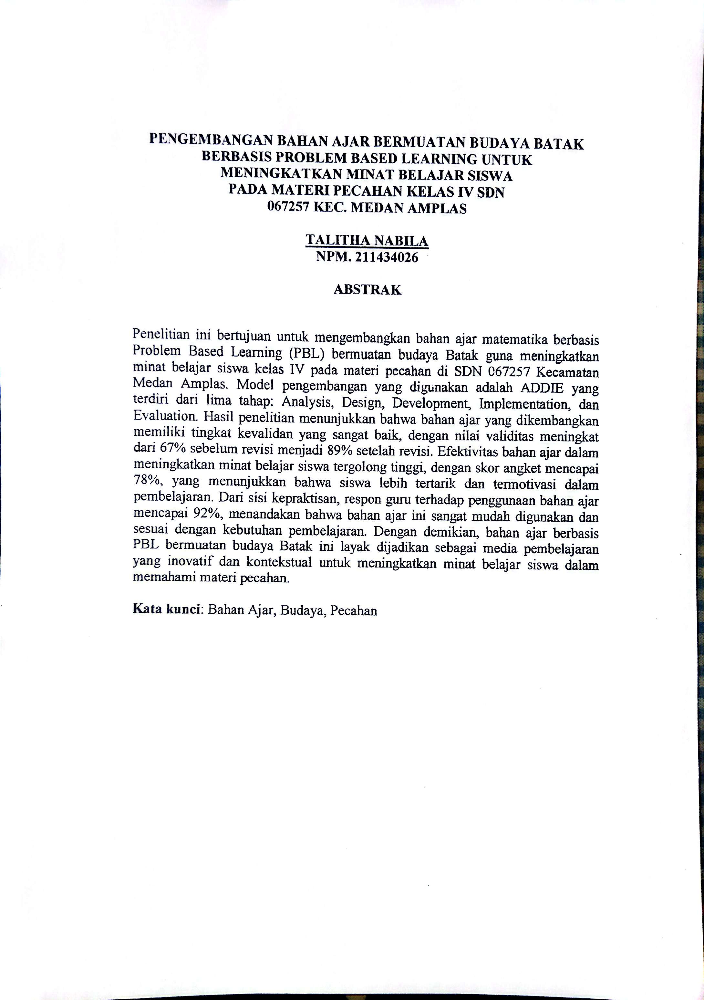 PENGEMBANGAN BAHAN AJAR BERMUATAN BUDAYA BATAK
BERBASIS PROBLEM BASED LEARNING UNTUK
MENINGKATKAN MINAT BELAJAR SISWA
PADA MATERI PECAHAN KELAS IV SDN
067257 KEC. MEDAN AMPLAS
TALITHA NABILA
NPM. 211434026
ABSTRAK
Penelitian ini bertujuan untuk mengembangkan bahan ajar matematika berbasis
Problem Based Learning (PBL) bermuatan budaya Batak guna meningkatkan
minat belajar siswa kelas IV pada materi pecahan di SDN 067257 Kecamatan
Medan Amplas. Model pengembangan yang digunakan adalah ADDIE yang
terdiri dari lima tahap: Analysis, Design, Development, Implementation, dan
Evaluation. Hasil penelitian menunjukkan bahwa bahan ajar yang dikembangkan
memiliki tingkat kevalidan yang sangat baik, dengan nilai validitas meningkat
dari 67% sebelum revisi menjadi 89% setelah revisi. Efektivitas bahan ajar dalam
meningkatkan minat belajar siswa tergolong tinggi, dengan skor angket mencapai
78%, yang menunjukkan bahwa siswa lebih tertarik dan termotivasi dalam
pembelajaran. Dari sisi kepraktisan, respon guru terhadap penggunaan bahan ajar
mencapai 92%, menandakan bahwa bahan ajar ini sangat mudah digunakan dan
sesuai dengan kebutuhan pembelajaran. Dengan demikian, bahan ajar berbasis
PBL bermuatan budaya Batak ini layak dijadikan sebagai media pembelajaran
yang inovatif dan kontekstual untuk meningkatkan minat belajar siswa dalam
memahami materi pecahan.
Kata kunci: Bahan Ajar, Budaya, Pecahan